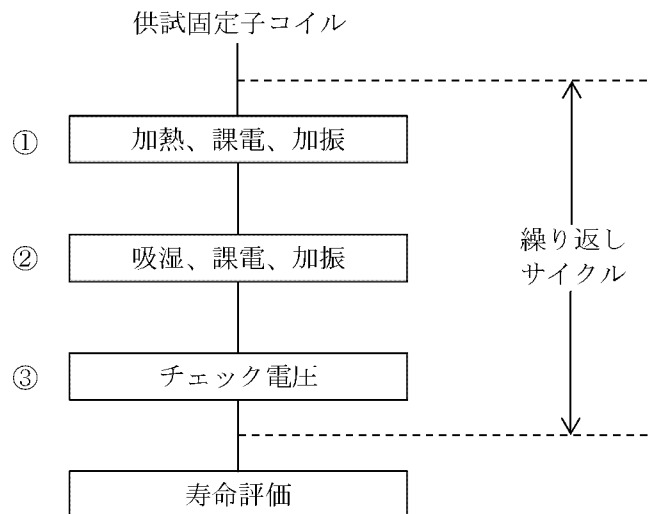 供試固定子コイル
① 加熱、課電、加振
② 吸湿、課電、加振
③ チェック電圧
繰り返し
サイクル
寿命評価